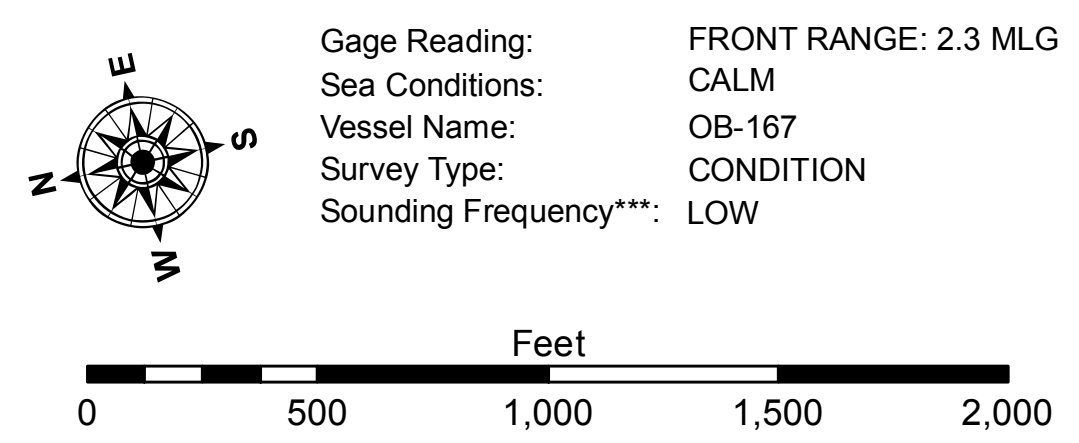 E
S
N
W
Gage Reading: FRONT RANGE: 2.3 MLG
Sea Conditions: CALM
Vessel Name: OB-167
Survey Type: CONDITION
Sounding Frequency***: LOW
Feet
0 500 1,000 1,500 2,000